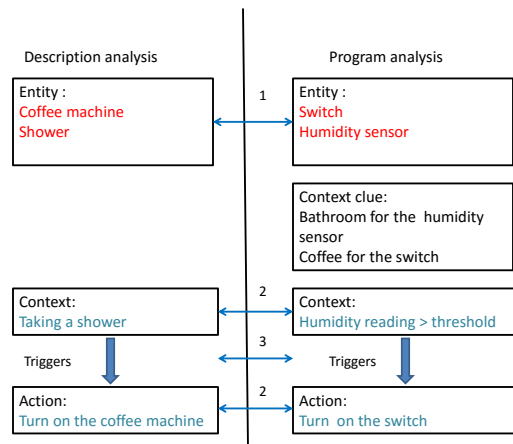 Description analysis
Program analysis
Entity :
Coffee machine
Shower
1
Entity :
Switch
Humidity sensor
Context clue:
Bathroom for the humidity
sensor
Coffee for the switch
Context:
Taking a shower
2
Context:
Humidity reading > threshold
Triggers
3
Triggers
Action:
Turn on the coffee machine
2
Action:
Turn on the switch